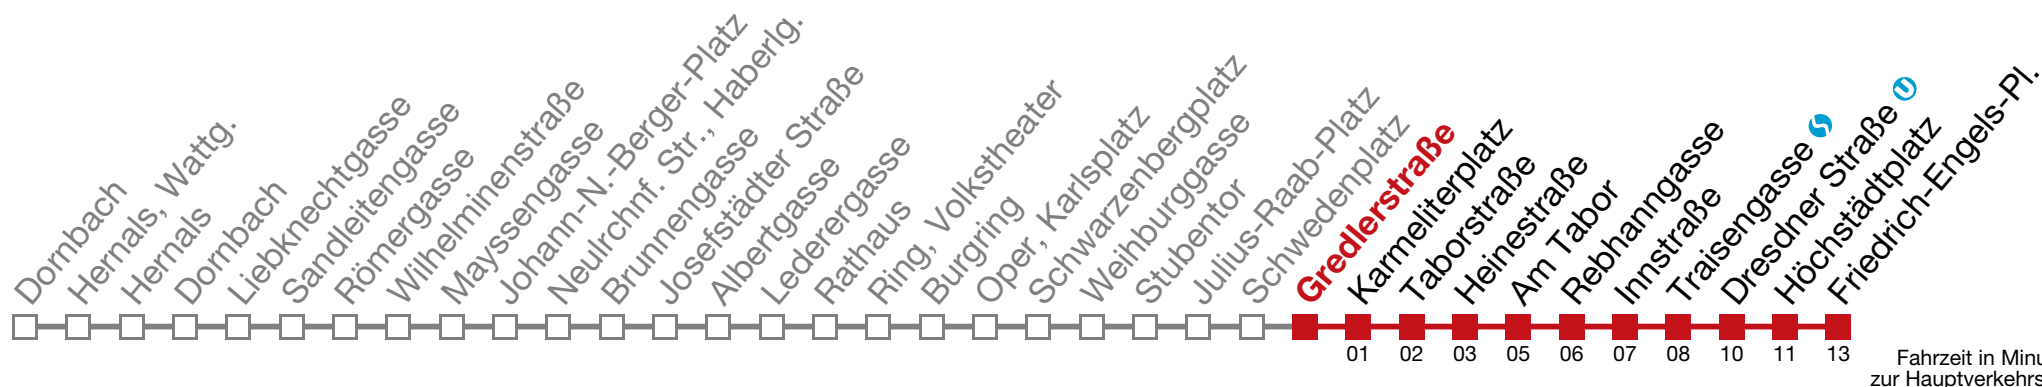 Dornbach
Hernals, Wattg.
Hernals
Dornbach
Liebknechtgasse
Sandleitengasse
Römergasse
Wilhelminenstraße
Mayssengasse
Johann-N.-Berger-Platz
Neulrchnf. Str., Haberlg.
Brunnengasse
Josefstädter Straße
Albertgasse
Lederergasse
Rathaus
Ring, Volkstheater
Burgring
Oper, Karlsplatz
Schwarzenbergplatz
Weihburggasse
Stubentor
Julius-Raab-Platz
Schwedenplatz
Gredlerstraße
Karmeliterplatz
Taborstraße
Heinestraße
Am Tabor
Rebhanngasse
Innstraße
Traisengasse S
Dresdner Straße U
Höchstädtplatz
Friedrich-Engels-Pl.
01 02 03 05 06 07 08 10 11 13
Fahrzeit in Minu
zur Hauptverkehrs